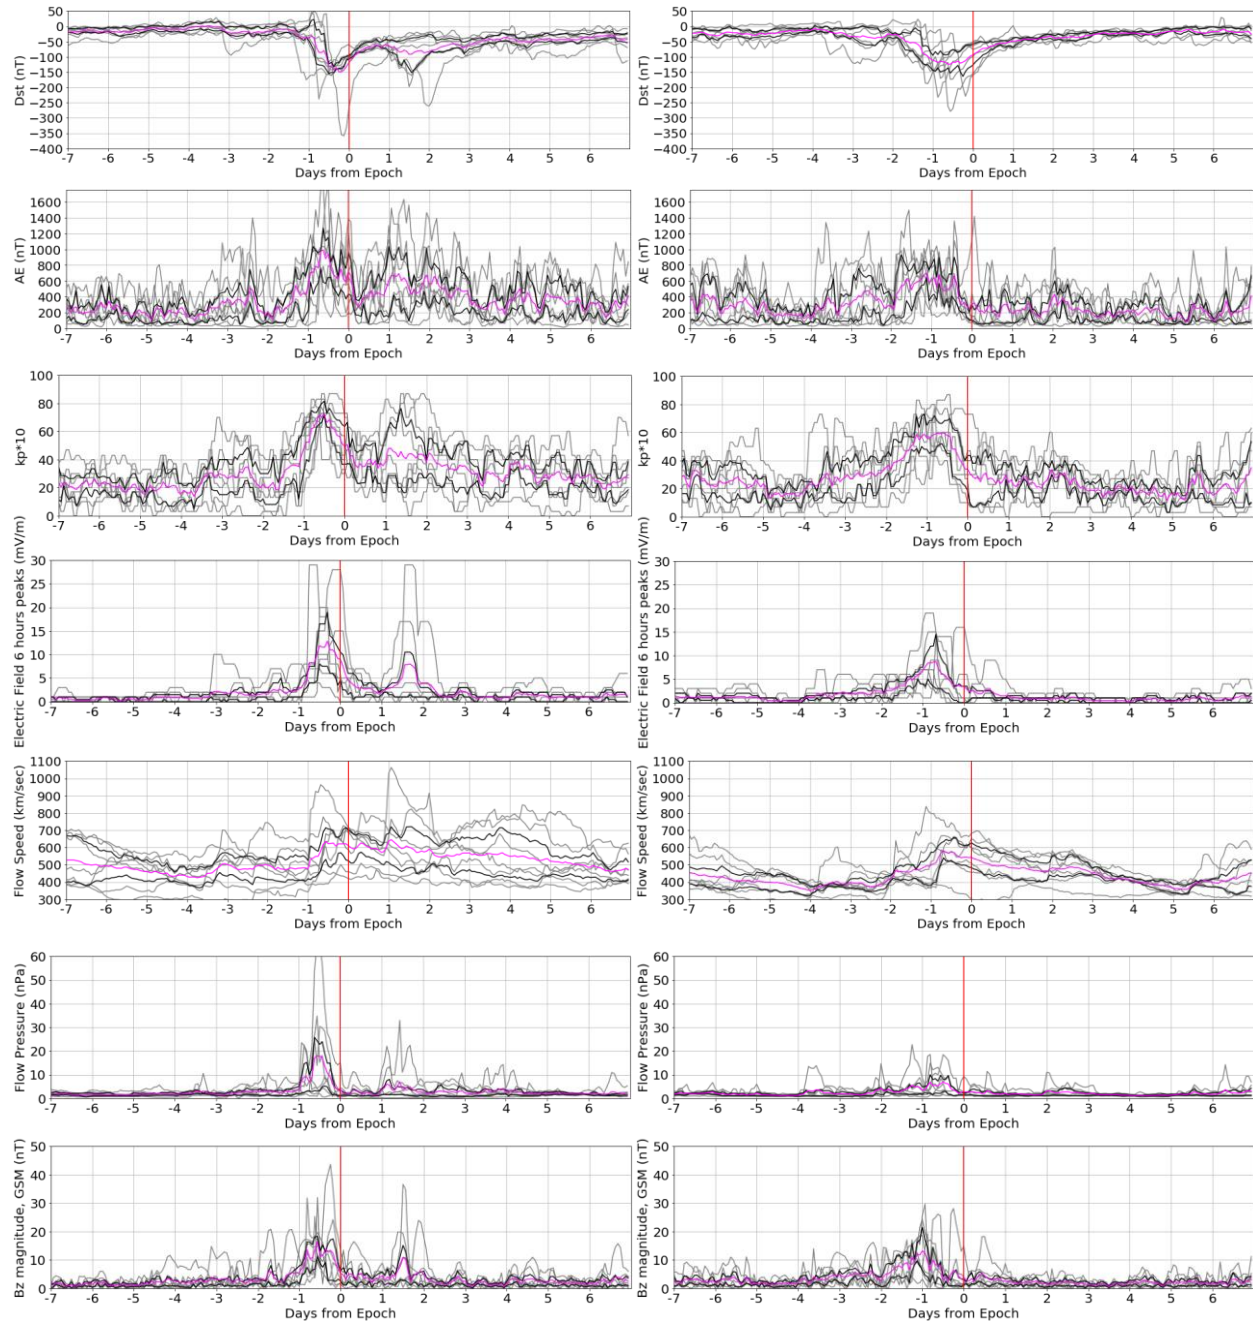 50
0
−50
−100
−150
−200
−250
−300
−350
−400
Dst (nT)
-7 -6 -5 -4 -3 -2 -1 0 1 2 3 4 5 6
Days from Epoch
50
0
−50
−100
−150
−200
−250
−300
−350
−400
Dst (nT)
-7 -6 -5 -4 -3 -2 -1 0 1 2 3 4 5 6
Days from Epoch
1600
1400
1200
1000
800
600
400
200
0
AE (nT)
-7 -6 -5 -4 -3 -2 -1 0 1 2 3 4 5 6
Days from Epoch
1600
1400
1200
1000
800
600
400
200
0
AE (nT)
-7 -6 -5 -4 -3 -2 -1 0 1 2 3 4 5 6
Days from Epoch
100
80
60
40
20
0
kp*10
-7 -6 -5 -4 -3 -2 -1 0 1 2 3 4 5 6
Days from Epoch
100
80
60
40
20
0
kp*10
-7 -6 -5 -4 -3 -2 -1 0 1 2 3 4 5 6
Days from Epoch
30
25
20
15
10
5
0
Electric Field 6 hours peaks (mV/m)
-7 -6 -5 -4 -3 -2 -1 0 1 2 3 4 5 6
Days from Epoch
30
25
20
15
10
5
0
Electric Field 6 hours peaks (mV/m)
-7 -6 -5 -4 -3 -2 -1 0 1 2 3 4 5 6
Days from Epoch
1100
1000
900
800
700
600
500
400
300
Flow Speed (km/sec)
-7 -6 -5 -4 -3 -2 -1 0 1 2 3 4 5 6
Days from Epoch
1100
1000
900
800
700
600
500
400
300
Flow Speed (km/sec)
-7 -6 -5 -4 -3 -2 -1 0 1 2 3 4 5 6
Days from Epoch
60
50
40
30
20
10
0
Flow Pressure (nPa)
-7 -6 -5 -4 -3 -2 -1 0 1 2 3 4 5 6
Days from Epoch
60
50
40
30
20
10
0
Flow Pressure (nPa)
-7 -6 -5 -4 -3 -2 -1 0 1 2 3 4 5 6
Days from Epoch
50
40
30
20
10
0
Bz magnitude, GSM (nT)
-7 -6 -5 -4 -3 -2 -1 0 1 2 3 4 5 6
Days from Epoch
50
40
30
20
10
0
Bz magnitude, GSM (nT)
-7 -6 -5 -4 -3 -2 -1 0 1 2 3 4 5 6
Days from Epoch